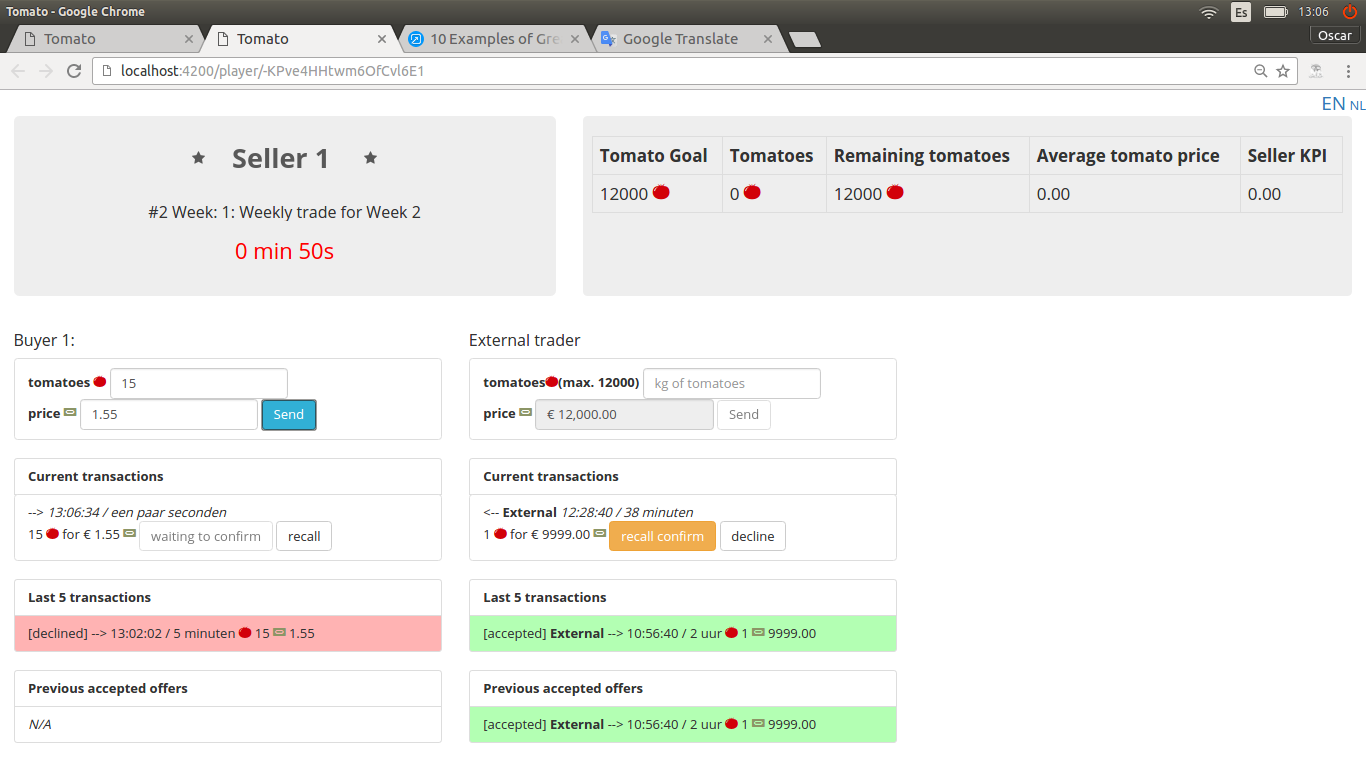 Tomato - Google Chrome
Es
13:06
Tomato
Tomato
10 Examples of Gre
Google Translate
Oscar
localhost:4200/player/-KPve4HHtwm6OfCvl6E1
EN NL
Seller 1
#2 Week: 1: Weekly trade for Week 2
0 min 50s
Tomato Goal Tomatoes Remaining tomatoes Average tomato price Seller KPI
12000 0 12000 0.00 0.00
Buyer 1:
tomatoes 15
price 1.55 Send
Current transactions
--> 13:06:34 / een paar seconden
15 for € 1.55 waiting to confirm recall
Last 5 transactions
[declined] --> 13:02:02 / 5 minuten 15 1.55
Previous accepted offers
N/A
External trader
tomatoes (max. 12000) kg of tomatoes
price € 12,000.00 Send
Current transactions
<-- External 12:28:40 / 38 minuten
1 for € 9999.00 recall confirm decline
Last 5 transactions
[accepted] External --> 10:56:40 / 2 uur 1 9999.00
Previous accepted offers
[accepted] External --> 10:56:40 / 2 uur 1 9999.00